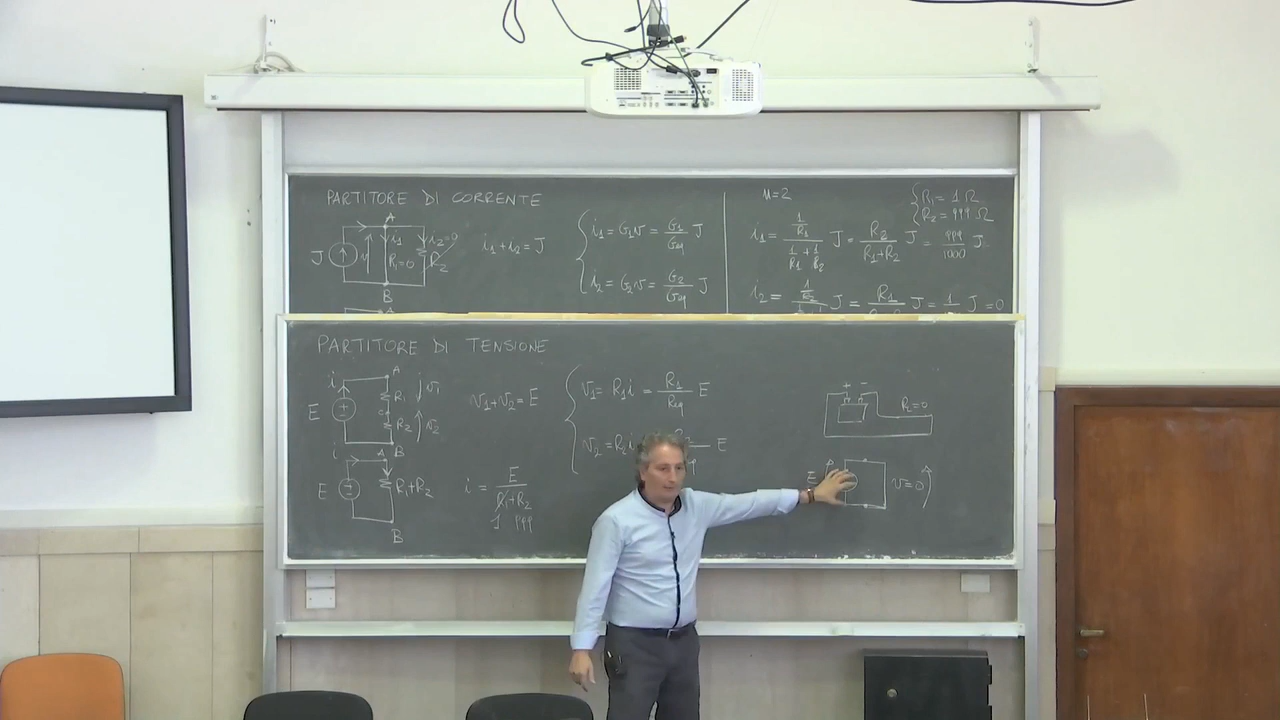 PARTITORE DI CORRENTE
J
A
v
i1
R1=0
i2=0
R2
B
i1+i2=J
i1 = G1v = G1/Geq J
i2 = G2v = G2/Geq J
n=2
R1 = 1 Ω
R2 = 999 Ω
i1 = (1/R1)/(1/R1 + 1/R2) J = R2/(R1+R2) J = 999/1000 J
J = R1 J = 1 J = 0
PARTITORE DI TENSIONE
i
A
R1
v1
E
R2
v2
B
v1+v2=E
v1 = R1i = R1/Req E
v2 = E
i
A
E
R1+R2
B
i = E/(R1+R2)
1 999
+ −
R=0
E
v=0